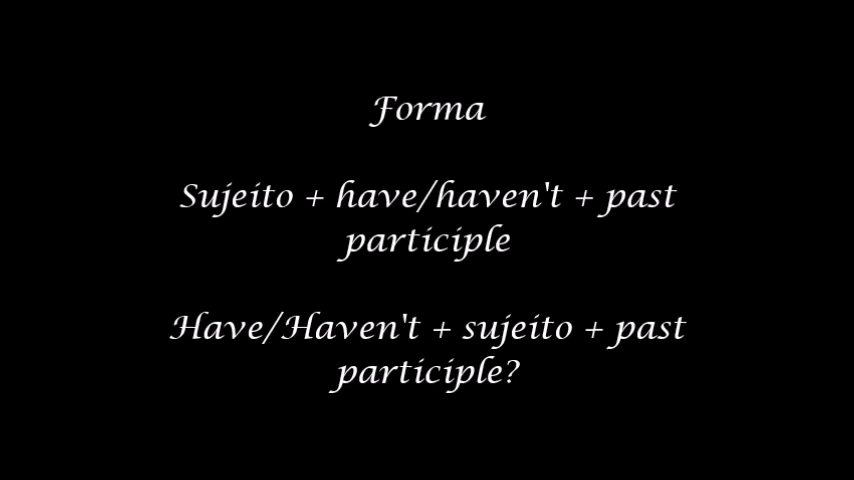 Forma
Sujeito + have/haven't + past
participle
Have/Haven't + sujeito + past
participle?